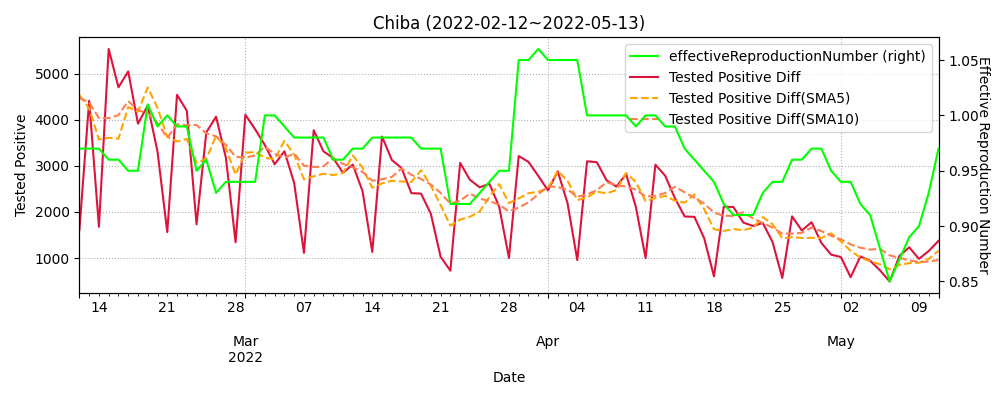 Chiba (2022-02-12~2022-05-13)
effectiveReproductionNumber (right)
Tested Positive Diff
Tested Positive Diff(SMA5)
Tested Positive Diff(SMA10)
Tested Positive
5000
4000
3000
2000
1000
1.05
1.00
0.95
0.90
0.85
Effective Reproduction Number
14 21 28 07 14 21 28 04 11 18 25 02 09
Mar Apr May
2022
Date